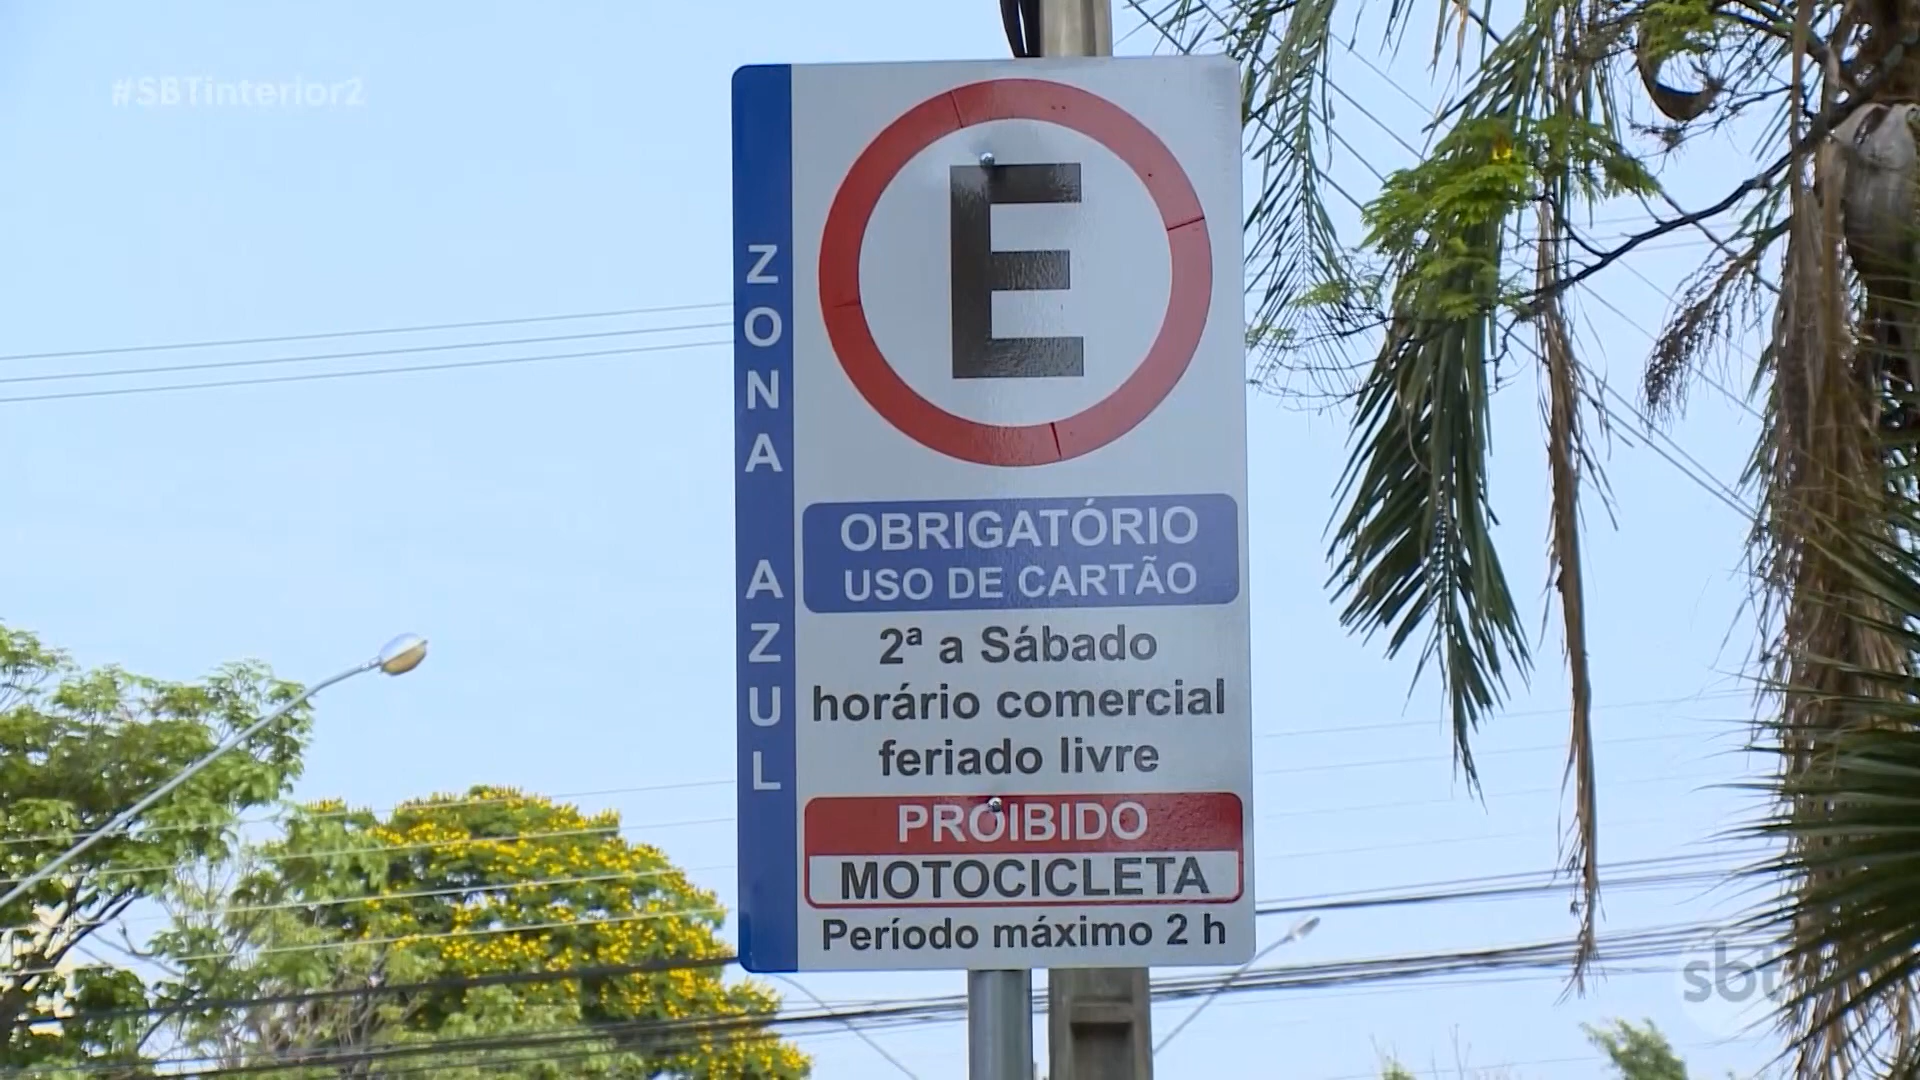 #SBTinterior2
ZONA AZUL
E
OBRIGATÓRIO
USO DE CARTÃO
2ª a Sábado
horário comercial
feriado livre
PROIBIDO
MOTOCICLETA
Período máximo 2 h
sbt